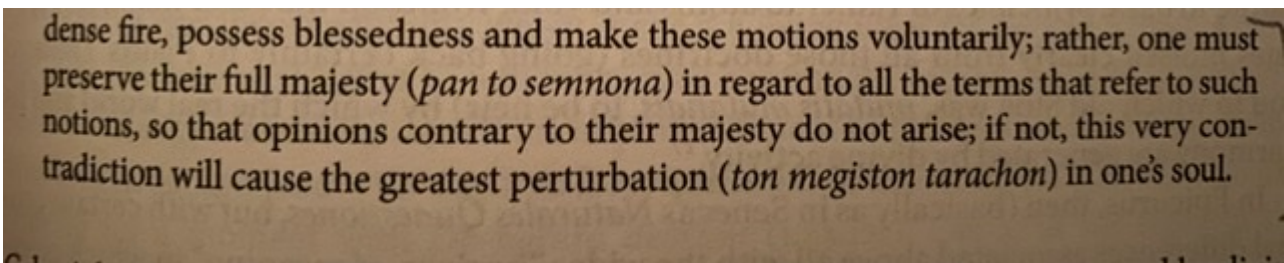 dense fire, possess blessedness and make these motions voluntarily; rather, one must
preserve their full majesty (pan to semnona) in regard to all the terms that refer to such
notions, so that opinions contrary to their majesty do not arise; if not, this very con-
tradiction will cause the greatest perturbation (ton megiston tarachon) in one's soul.